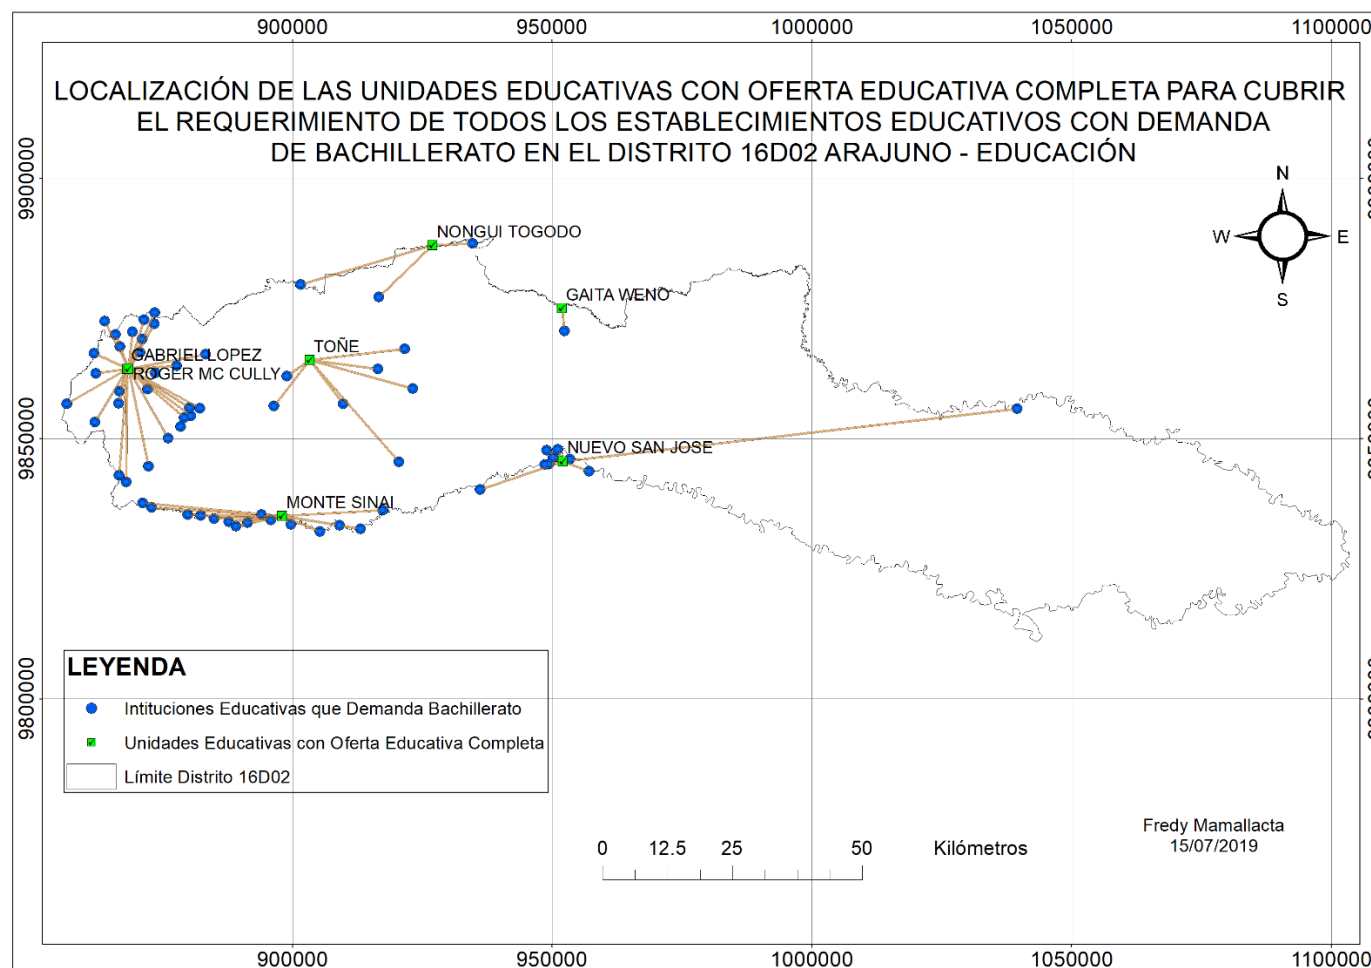 900000 950000 1000000 1050000 1100000
LOCALIZACIÓN DE LAS UNIDADES EDUCATIVAS CON OFERTA EDUCATIVA COMPLETA PARA CUBRIR
EL REQUERIMIENTO DE TODOS LOS ESTABLECIMIENTOS EDUCATIVOS CON DEMANDA
DE BACHILLERATO EN EL DISTRITO 16D02 ARAJUNO - EDUCACIÓN
9900000
N
W E
S
NONGUI TOGODO
GAITA WENO
TOÑE
GABRIEL LOPEZ
ROGER MC CULLY
9850000
NUEVO SAN JOSE
MONTE SINAI
9800000
LEYENDA
Intituciones Educativas que Demanda Bachillerato
Unidades Educativas con Oferta Educativa Completa
Límite Distrito 16D02
Fredy Mamallacta
15/07/2019
0 12.5 25 50 Kilómetros
900000 950000 1000000 1050000 1100000